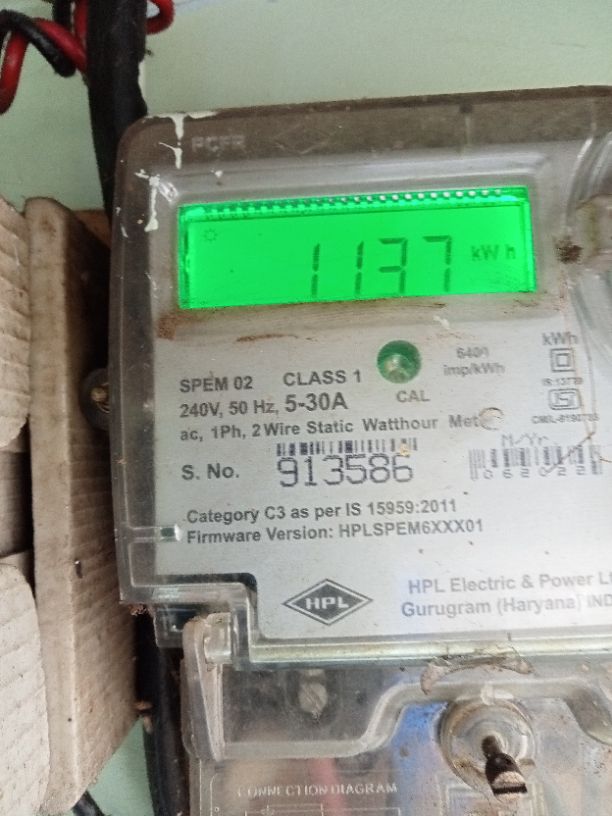 PCFR
1137 kWh
kWh
6400
imp/kWh
SPEM 02 CLASS 1
CAL
240V, 50 Hz, 5-30A
ac, 1Ph, 2 Wire Static Watthour
M/Yr.
S. No. 913586
062022
Category C3 as per IS 15959:2011
Firmware Version: HPLSPEM6XXX01
HPL
HPL Electric & Power
Gurugram (Haryana)
CONNECTION DIAGRAM